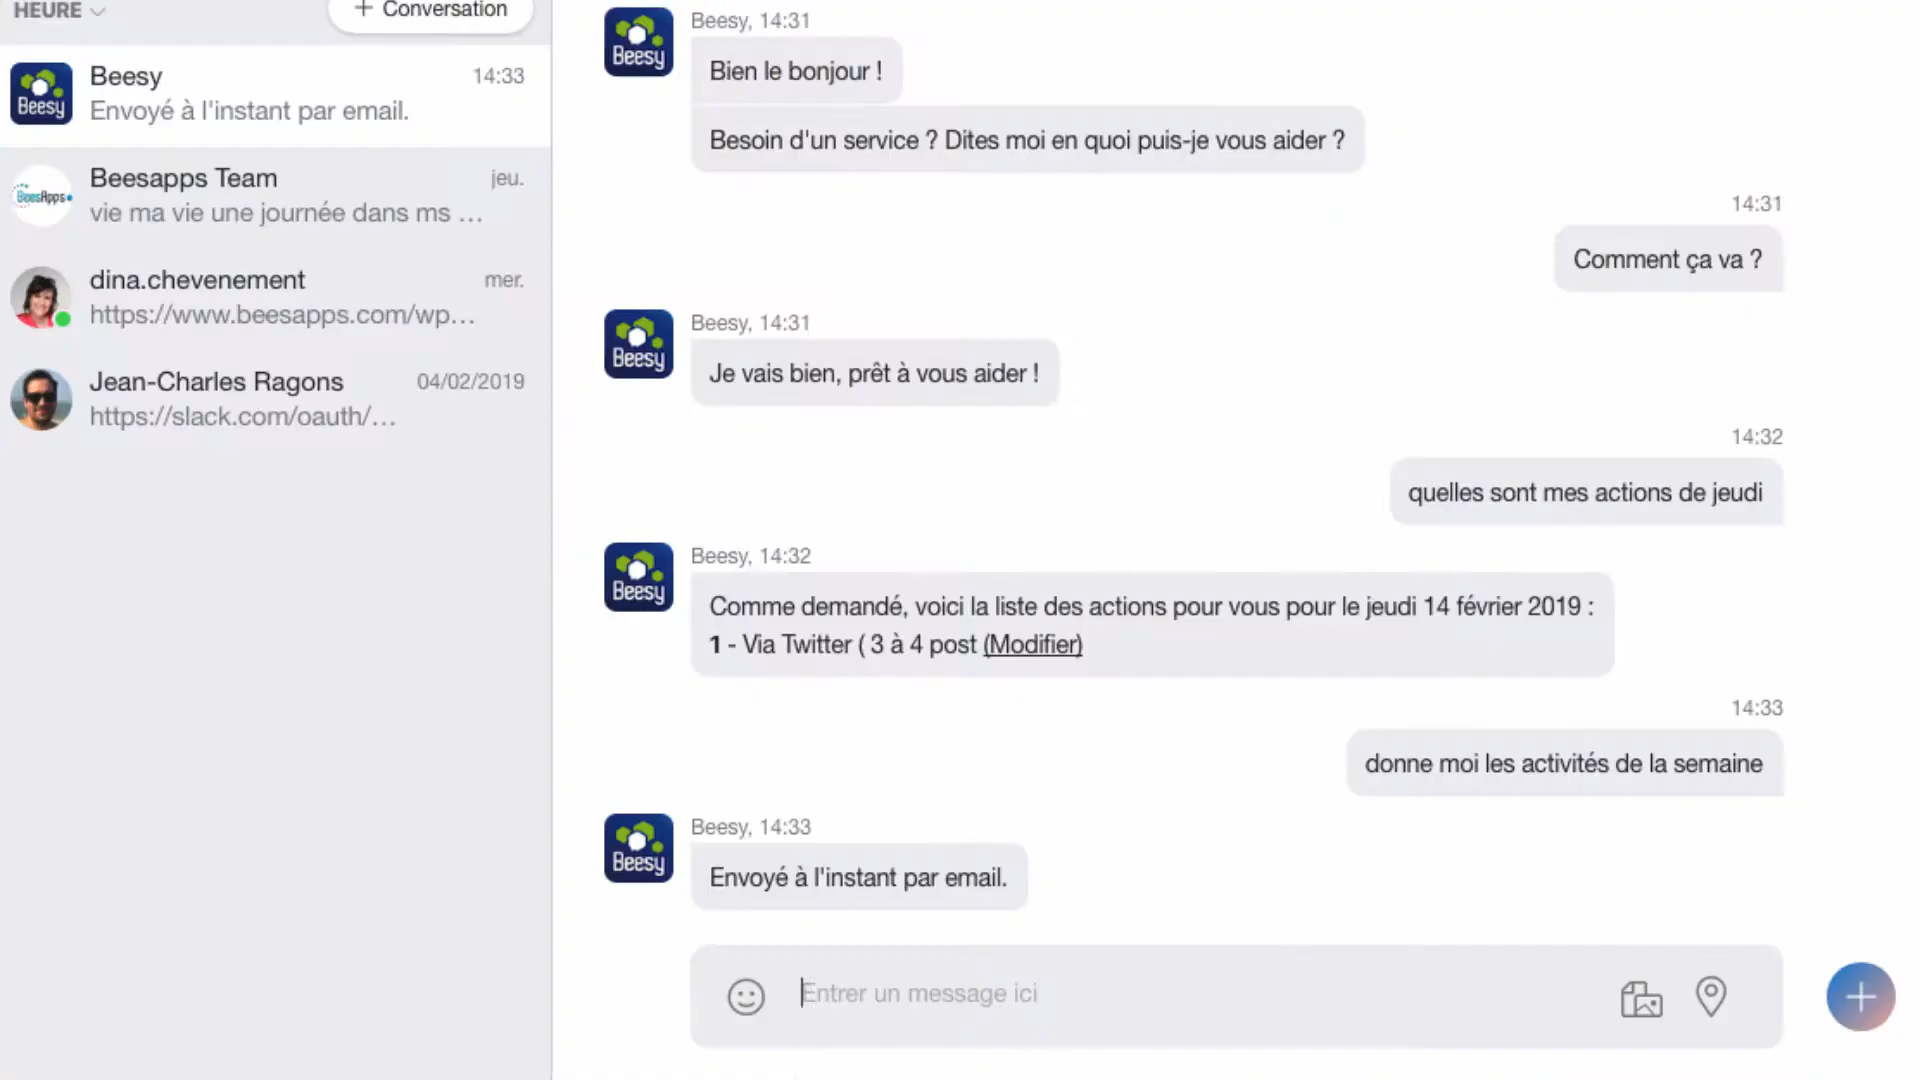 HEURE
+ Conversation
Beesy
Beesy
14:33
Envoyé à l'instant par email.
BeesApps
Beesapps Team
jeu.
vie ma vie une journée dans ms ...
dina.chevenement
mer.
https://www.beesapps.com/wp...
Jean-Charles Ragons
04/02/2019
https://slack.com/oauth/...
Beesy
Beesy, 14:31
Bien le bonjour !
Besoin d'un service ? Dites moi en quoi puis-je vous aider ?
14:31
Comment ça va ?
Beesy
Beesy, 14:31
Je vais bien, prêt à vous aider !
14:32
quelles sont mes actions de jeudi
Beesy
Beesy, 14:32
Comme demandé, voici la liste des actions pour vous pour le jeudi 14 février 2019 :
1 - Via Twitter ( 3 à 4 post (Modifier)
14:33
donne moi les activités de la semaine
Beesy
Beesy, 14:33
Envoyé à l'instant par email.
Entrer un message ici